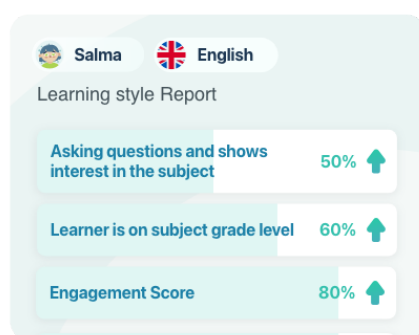 Salma English
Learning style Report
Asking questions and shows
interest in the subject
50%
Learner is on subject grade level 60%
Engagement Score 80%